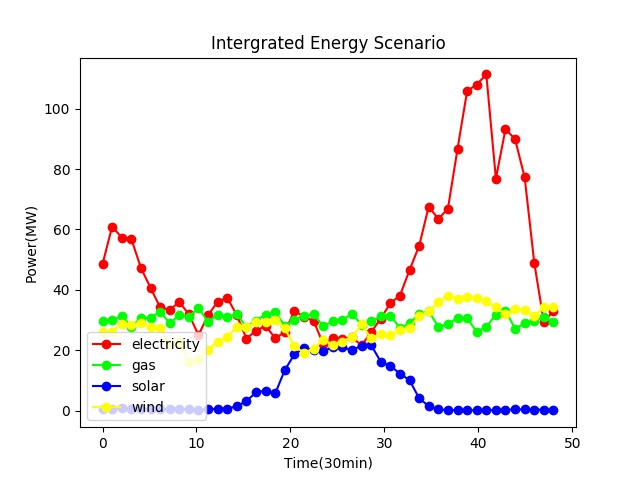 Intergrated Energy Scenario
Power(MW)
100
80
60
40
20
0
electricity
gas
solar
wind
0 10 20 30 40 50
Time(30min)